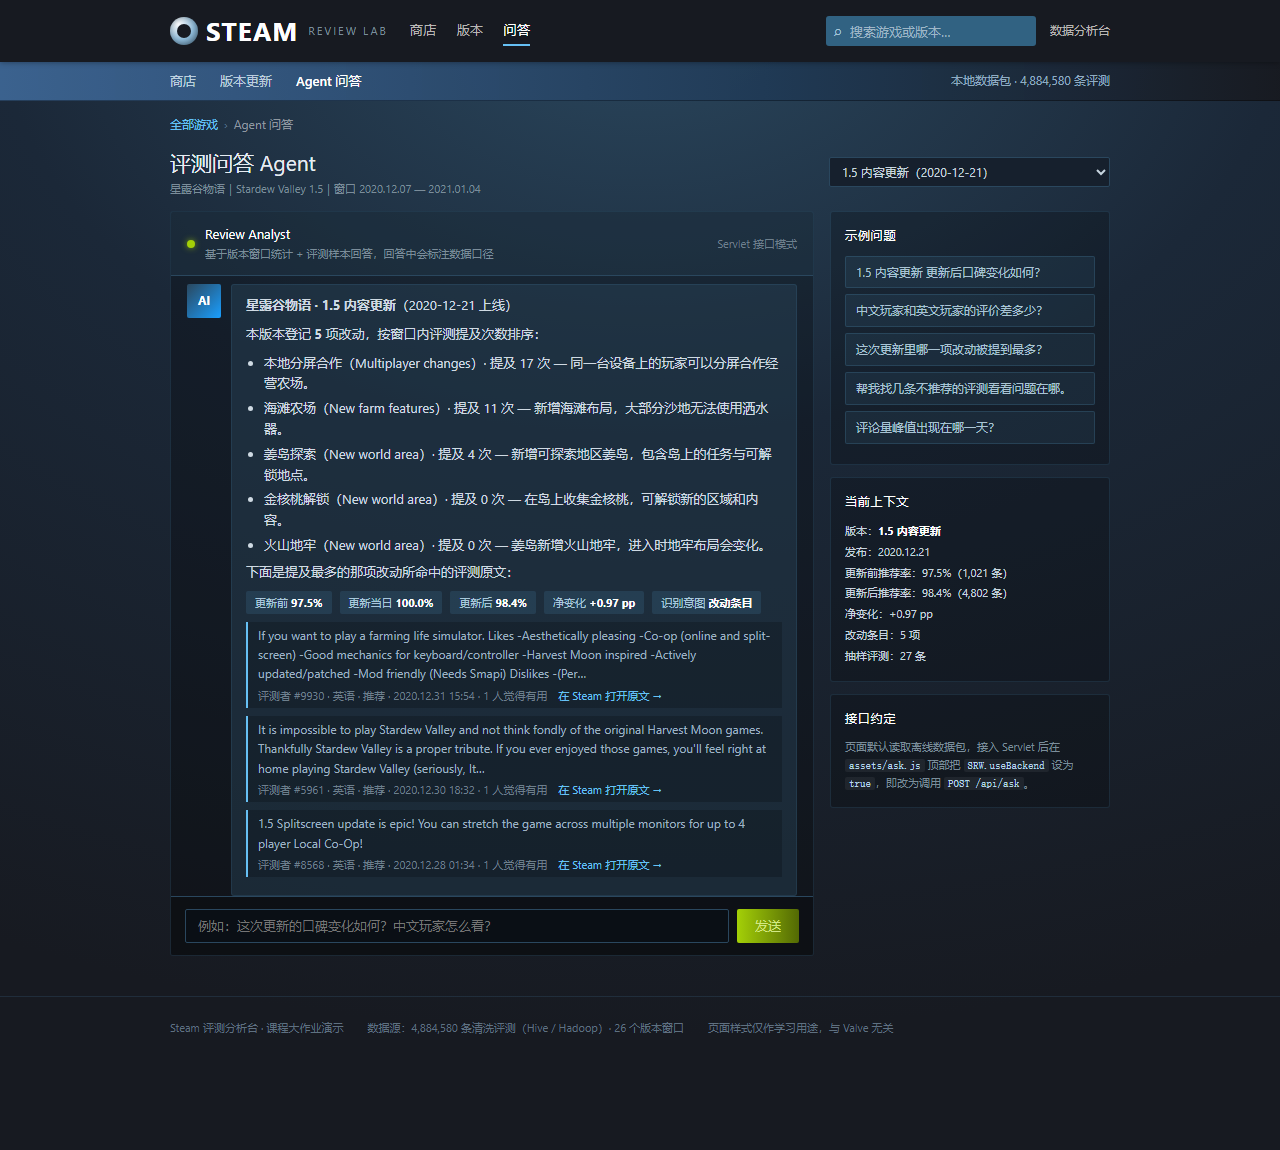 STEAM REVIEW LAB 商店 版本 问答 搜索游戏或版本... 数据分析台
商店 版本更新 Agent 问答 本地数据包 · 4,884,580 条评测
全部游戏 › Agent 问答
评测问答 Agent
1.5 内容更新（2020-12-21）
星露谷物语 | Stardew Valley 1.5 | 窗口 2020.12.07 — 2021.01.04
Review Analyst
基于版本窗口统计 + 评测样本回答，回答中会标注数据口径
Servlet 接口模式
AI
星露谷物语 · 1.5 内容更新（2020-12-21 上线）
本版本登记 5 项改动，按窗口内评测提及次数排序：
• 本地分屏合作（Multiplayer changes）· 提及 17 次 — 同一台设备上的玩家可以分屏合作经
营农场。
• 海滩农场（New farm features）· 提及 11 次 — 新增海滩布局，大部分沙地无法使用洒水
器。
• 姜岛探索（New world area）· 提及 4 次 — 新增可探索地区姜岛，包含岛上的任务与可解
锁地点。
• 金核桃解锁（New world area）· 提及 0 次 — 在岛上收集金核桃，可解锁新的区域和内
容。
• 火山地牢（New world area）· 提及 0 次 — 姜岛新增火山地牢，进入时地牢布局会变化。
下面是提及最多的那项改动所命中的评测原文：
更新前 97.5% 更新当日 100.0% 更新后 98.4% 净变化 +0.97 pp 识别意图 改动条目
If you want to play a farming life simulator. Likes -Aesthetically pleasing -Co-op (online and split-
screen) -Good mechanics for keyboard/controller -Harvest Moon inspired -Actively
updated/patched -Mod friendly (Needs Smapi) Dislikes -(Per...
评测者 #9930 · 英语 · 推荐 · 2020.12.31 15:54 · 1 人觉得有用 在 Steam 打开原文 →
It is impossible to play Stardew Valley and not think fondly of the original Harvest Moon games.
Thankfully Stardew Valley is a proper tribute. If you ever enjoyed those games, you'll feel right at
home playing Stardew Valley (seriously, It...
评测者 #5961 · 英语 · 推荐 · 2020.12.30 18:32 · 1 人觉得有用 在 Steam 打开原文 →
1.5 Splitscreen update is epic! You can stretch the game across multiple monitors for up to 4
player Local Co-Op!
评测者 #8568 · 英语 · 推荐 · 2020.12.28 01:34 · 1 人觉得有用 在 Steam 打开原文 →
例如：这次更新的口碑变化如何？中文玩家怎么看？
发送
示例问题
1.5 内容更新 更新后口碑变化如何？
中文玩家和英文玩家的评价差多少？
这次更新里哪一项改动被提到最多？
帮我找几条不推荐的评测看看问题在哪。
评论量峰值出现在哪一天？
当前上下文
版本：1.5 内容更新
发布：2020.12.21
更新前推荐率：97.5%（1,021 条）
更新后推荐率：98.4%（4,802 条）
净变化：+0.97 pp
改动条目：5 项
抽样评测：27 条
接口约定
页面默认读取离线数据包，接入 Servlet 后在
assets/ask.js 顶部把 SRW.useBackend 设为
true ，即改为调用 POST /api/ask 。
Steam 评测分析台 · 课程大作业演示 数据源：4,884,580 条清洗评测（Hive / Hadoop）· 26 个版本窗口 页面样式仅作学习用途，与 Valve 无关